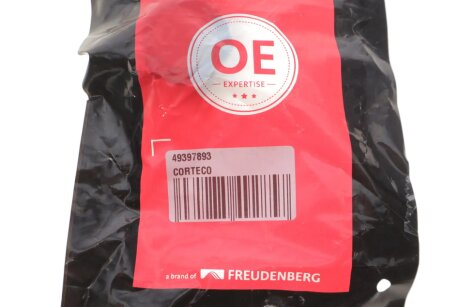 OE
EXPERTISE
49397893
CORTECO
a brand of FREUDENBERG